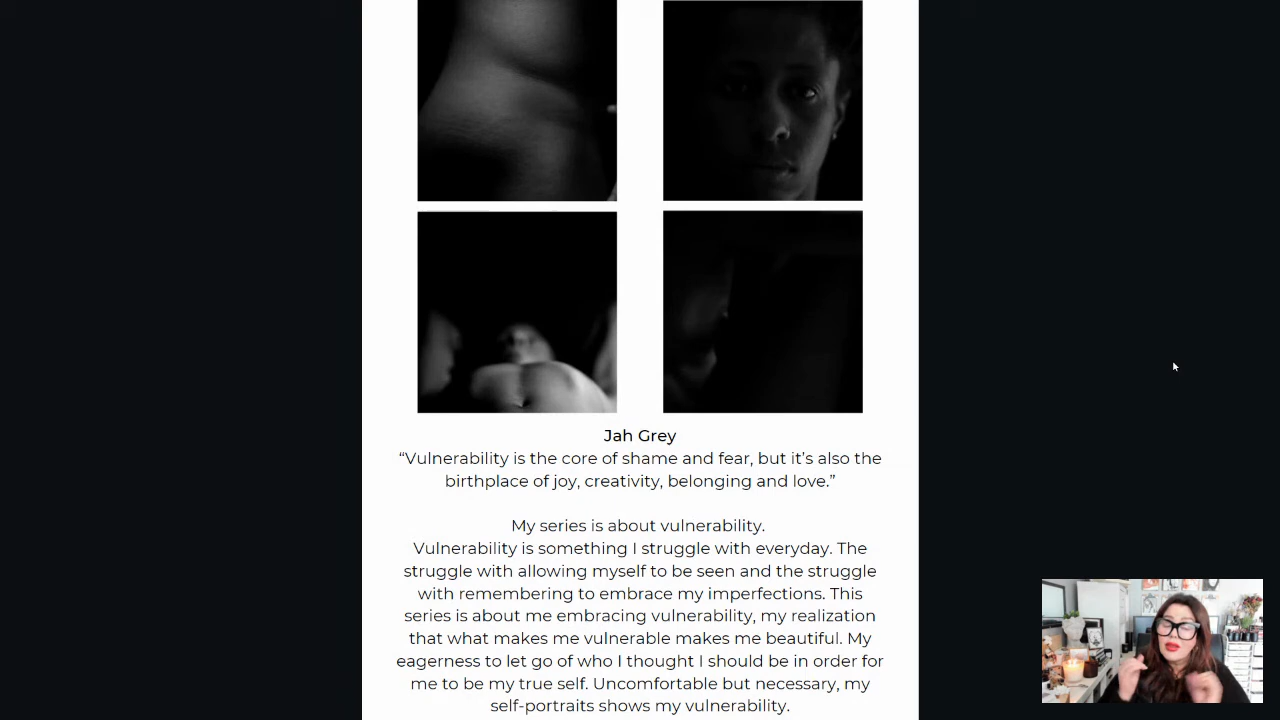 Jah Grey
“Vulnerability is the core of shame and fear, but it’s also the
birthplace of joy, creativity, belonging and love.”
My series is about vulnerability.
Vulnerability is something I struggle with everyday. The
struggle with allowing myself to be seen and the struggle
with remembering to embrace my imperfections. This
series is about me embracing vulnerability, my realization
that what makes me vulnerable makes me beautiful. My
eagerness to let go of who I thought I should be in order for
me to be my true self. Uncomfortable but necessary, my
self-portraits shows my vulnerability.